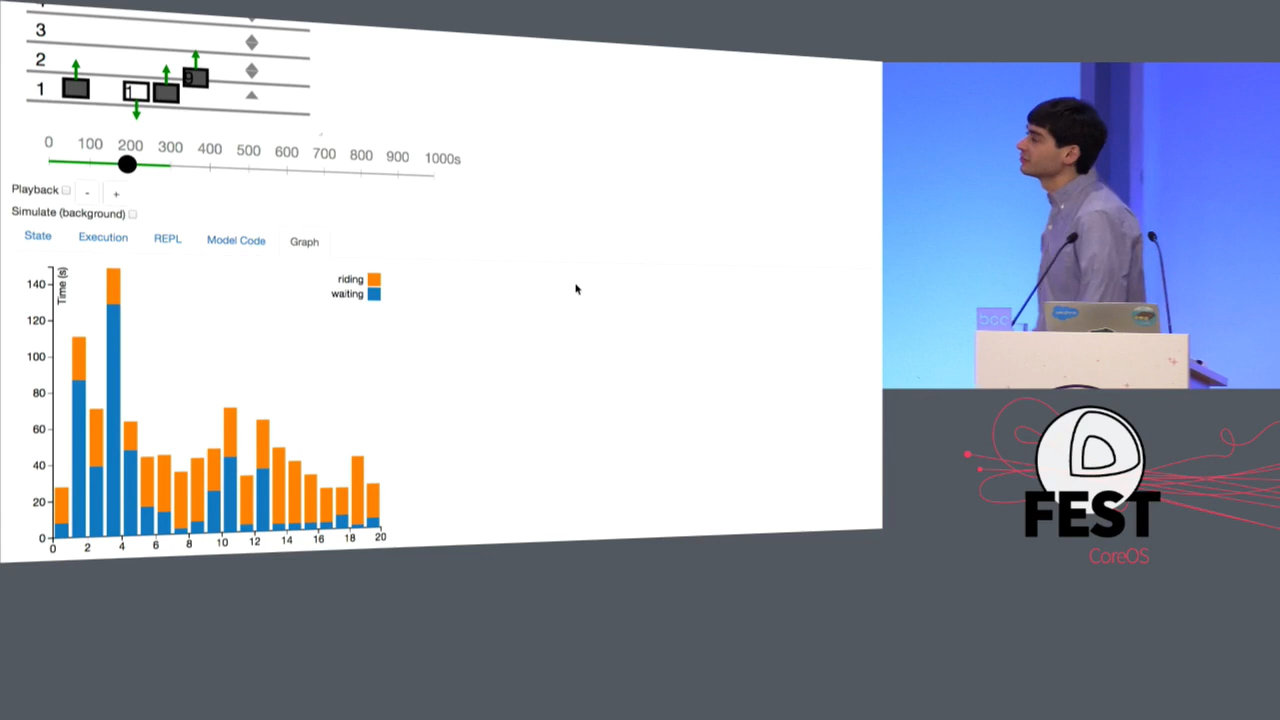 3
2
1
1
9
0 100 200 300 400 500 600 700 800 900 1000s
Playback - +
Simulate (background)
State Execution REPL Model Code Graph
Time (s)
riding
waiting
140
120
100
80
60
40
20
0
0 2 4 6 8 10 12 14 16 18 20
bcc
salesforce
FEST
CoreOS